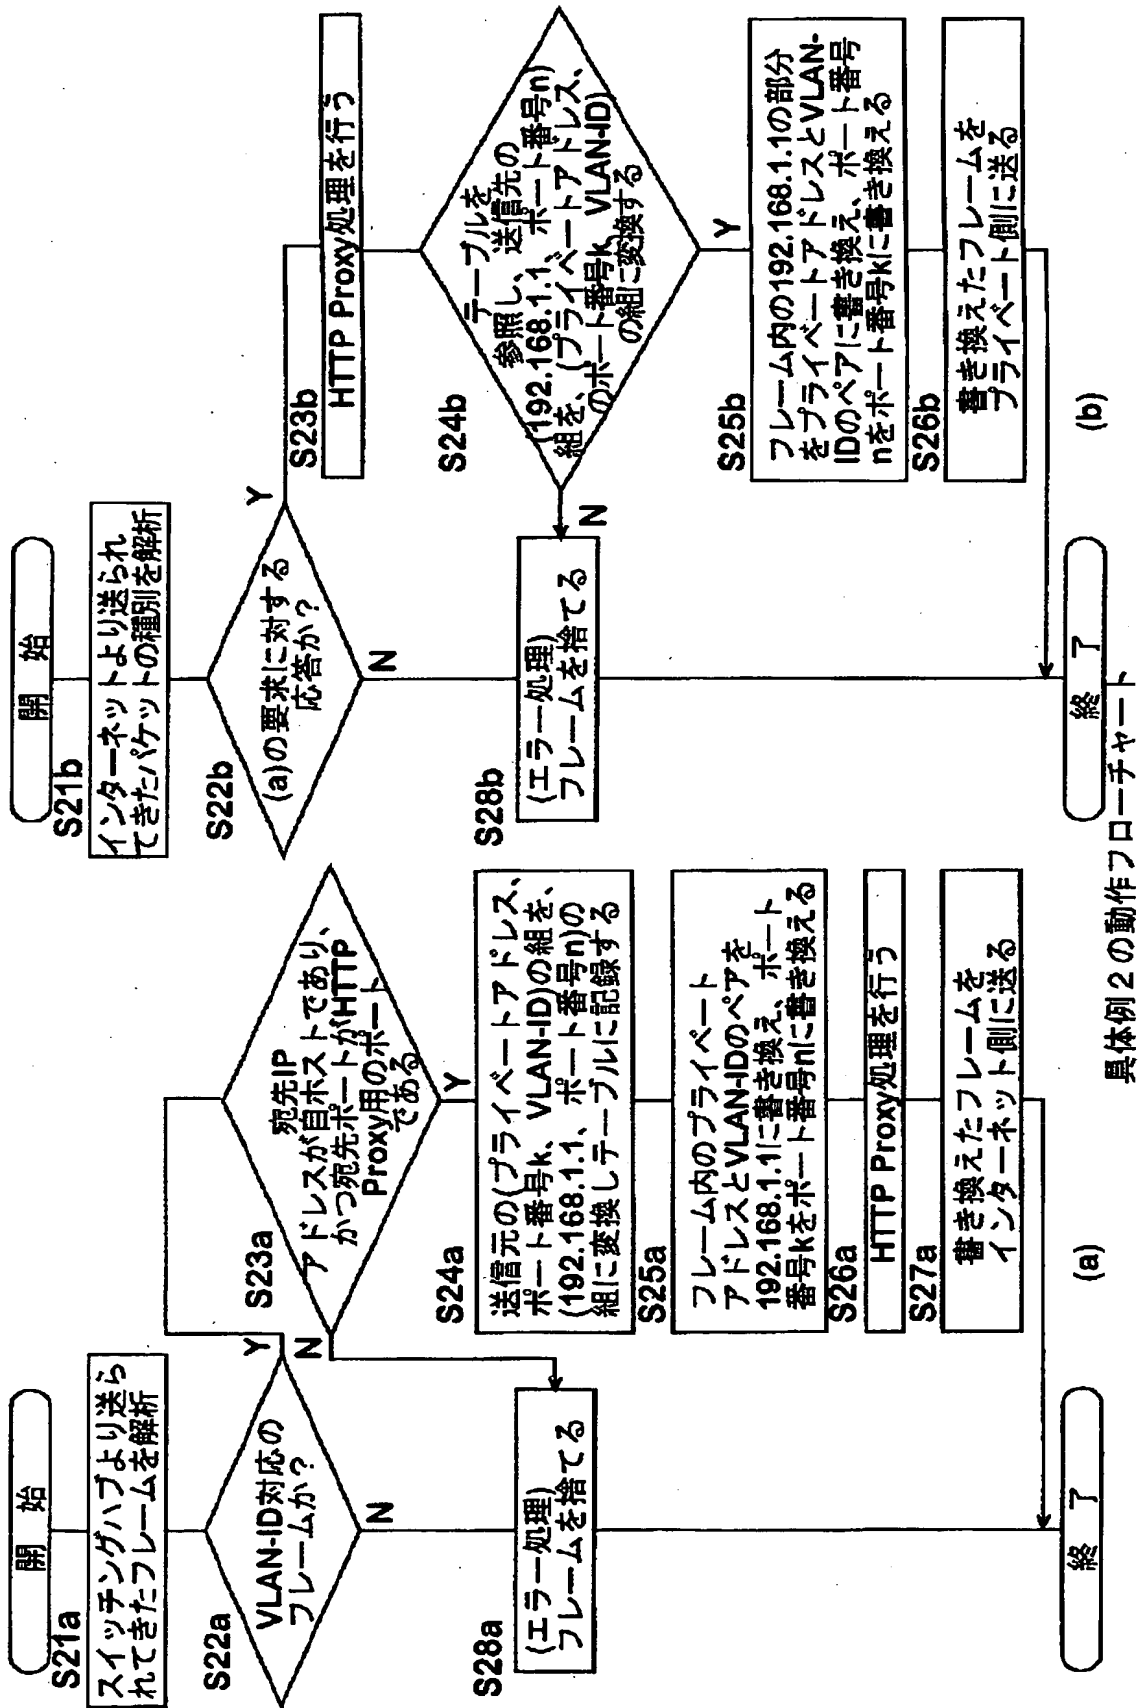 開 始
S21a
スイッチングハブより送ら
れてきたフレームを解析
S22a
VLAN-ID対応の
フレームか?
Y
N
S23a
宛先IP
アドレスが自ホストであり、
かつ宛先ポートがHTTP
Proxy用のポート
である
N
Y
S24a
送信元の(プライベートアドレス、
ポート番号k、VLAN-ID)の組を、
(192.168.1.1、ポート番号n)の
組に変換しテーブルに記録する
S25a
フレーム内のプライベート
アドレスとVLAN-IDのペアを
192.168.1.1に書き換え、ポート
番号kをポート番号nに書き換える
S26a
HTTP Proxy処理を行う
S27a
書き換えたフレームを
インターネット側に送る
S28a
(エラー処理)
フレームを捨てる
終 了
(a)
開 始
S21b
インターネットより送られ
てきたパケットの種別を解析
S22b
(a)の要求に対する
応答か?
Y
N
S23b
HTTP Proxy処理を行う
S24b
テーブルを
参照し、送信先の
(192.168.1.1、ポート番号n)
組を、(プライベートアドレス、
のポート番号k、VLAN-ID)
の組に変換する
N
Y
S25b
フレーム内の192.168.1.1の部分
をプライベートアドレスとVLAN-
IDのペアに書き換え、ポート番号
nをポート番号kに書き換える
S26b
書き換えたフレームを
プライベート側に送る
S28b
(エラー処理)
フレームを捨てる
終 了
(b)
具体例2の動作フローチャート